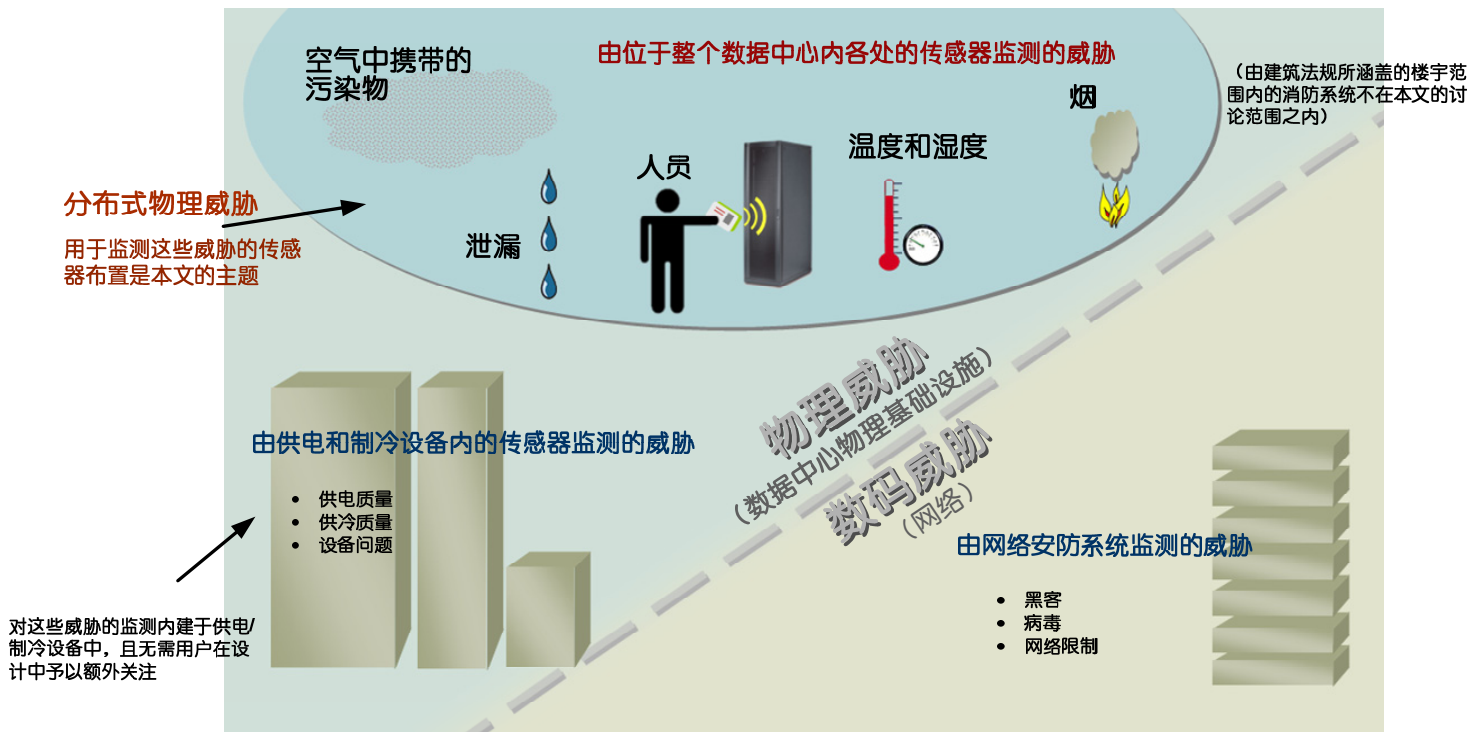 空气中携带的
污染物
由位于整个数据中心内各处的传感器监测的威胁
（由建筑法规所涵盖的楼宇范
围内的消防系统不在本文的讨
论范围之内）
烟
温度和湿度
人员
泄漏
分布式物理威胁
用于监测这些威胁的传感
器布置是本文的主题
物理威胁
（数据中心物理基础设施）
数码威胁
（网络）
由供电和制冷设备内的传感器监测的威胁
• 供电质量
• 供冷质量
• 设备问题
对这些威胁的监测内建于供电/
制冷设备中，且无需用户在设
计中予以额外关注
由网络安防系统监测的威胁
• 黑客
• 病毒
• 网络限制